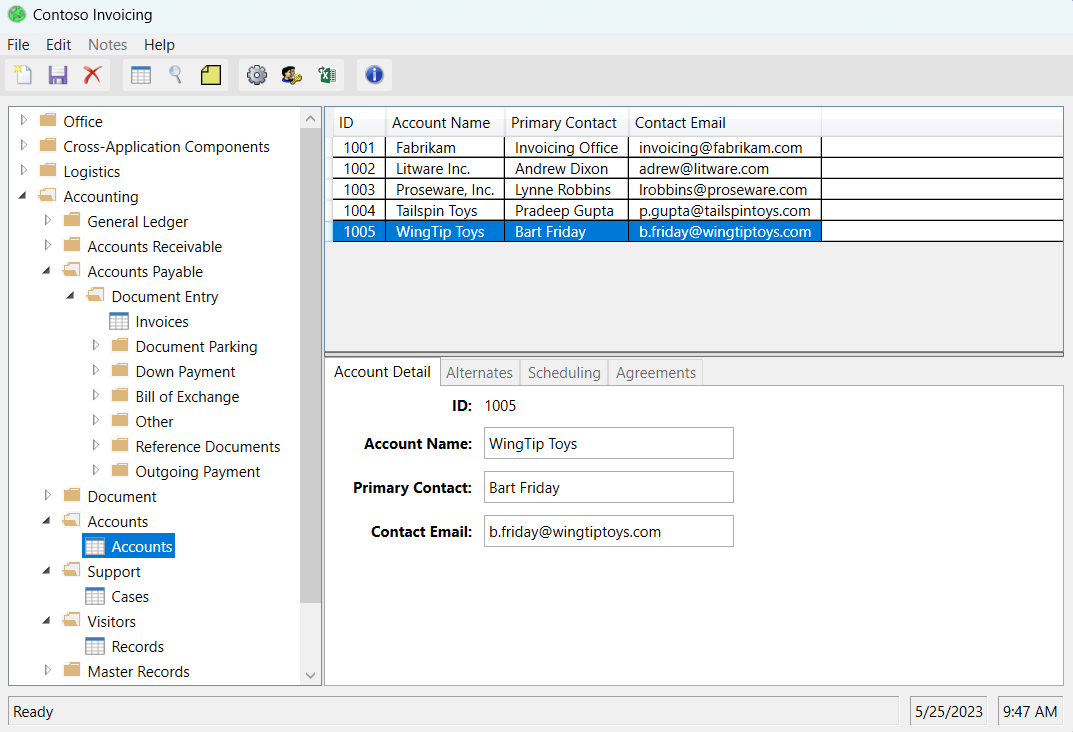 Contoso Invoicing
File Edit Notes Help
Office
Cross-Application Components
Logistics
Accounting
General Ledger
Accounts Receivable
Accounts Payable
Document Entry
Invoices
Document Parking
Down Payment
Bill of Exchange
Other
Reference Documents
Outgoing Payment
Document
Accounts
Accounts
Support
Cases
Visitors
Records
Master Records
ID Account Name Primary Contact Contact Email
1001 Fabrikam Invoicing Office invoicing@fabrikam.com
1002 Litware Inc. Andrew Dixon adrew@litware.com
1003 Proseware, Inc. Lynne Robbins lrobbins@proseware.com
1004 Tailspin Toys Pradeep Gupta p.gupta@tailspintoys.com
1005 WingTip Toys Bart Friday b.friday@wingtiptoys.com
Account Detail Alternates Scheduling Agreements
ID: 1005
Account Name: WingTip Toys
Primary Contact: Bart Friday
Contact Email: b.friday@wingtiptoys.com
Ready 5/25/2023 9:47 AM